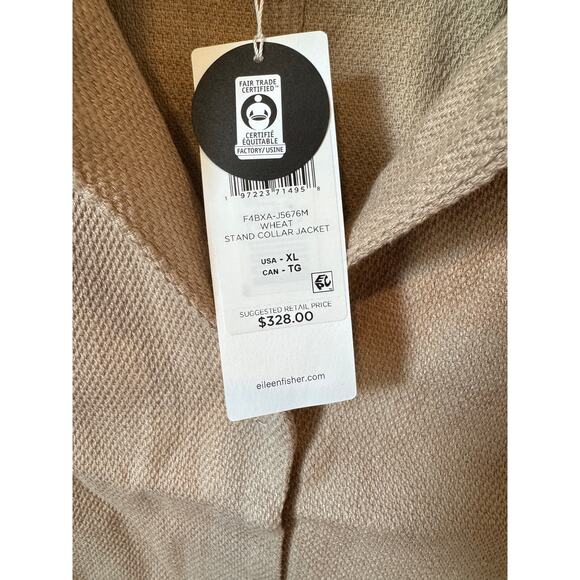 FAIR TRADE
CERTIFIED™
CERTIFIÉ
ÉQUITABLE
FACTORY/USINE
1 97223 71495 8
F4BXA-J5676M
WHEAT
STAND COLLAR JACKET
USA - XL
CAN - TG
SUGGESTED RETAIL PRICE
$328.00
eileenfisher.com